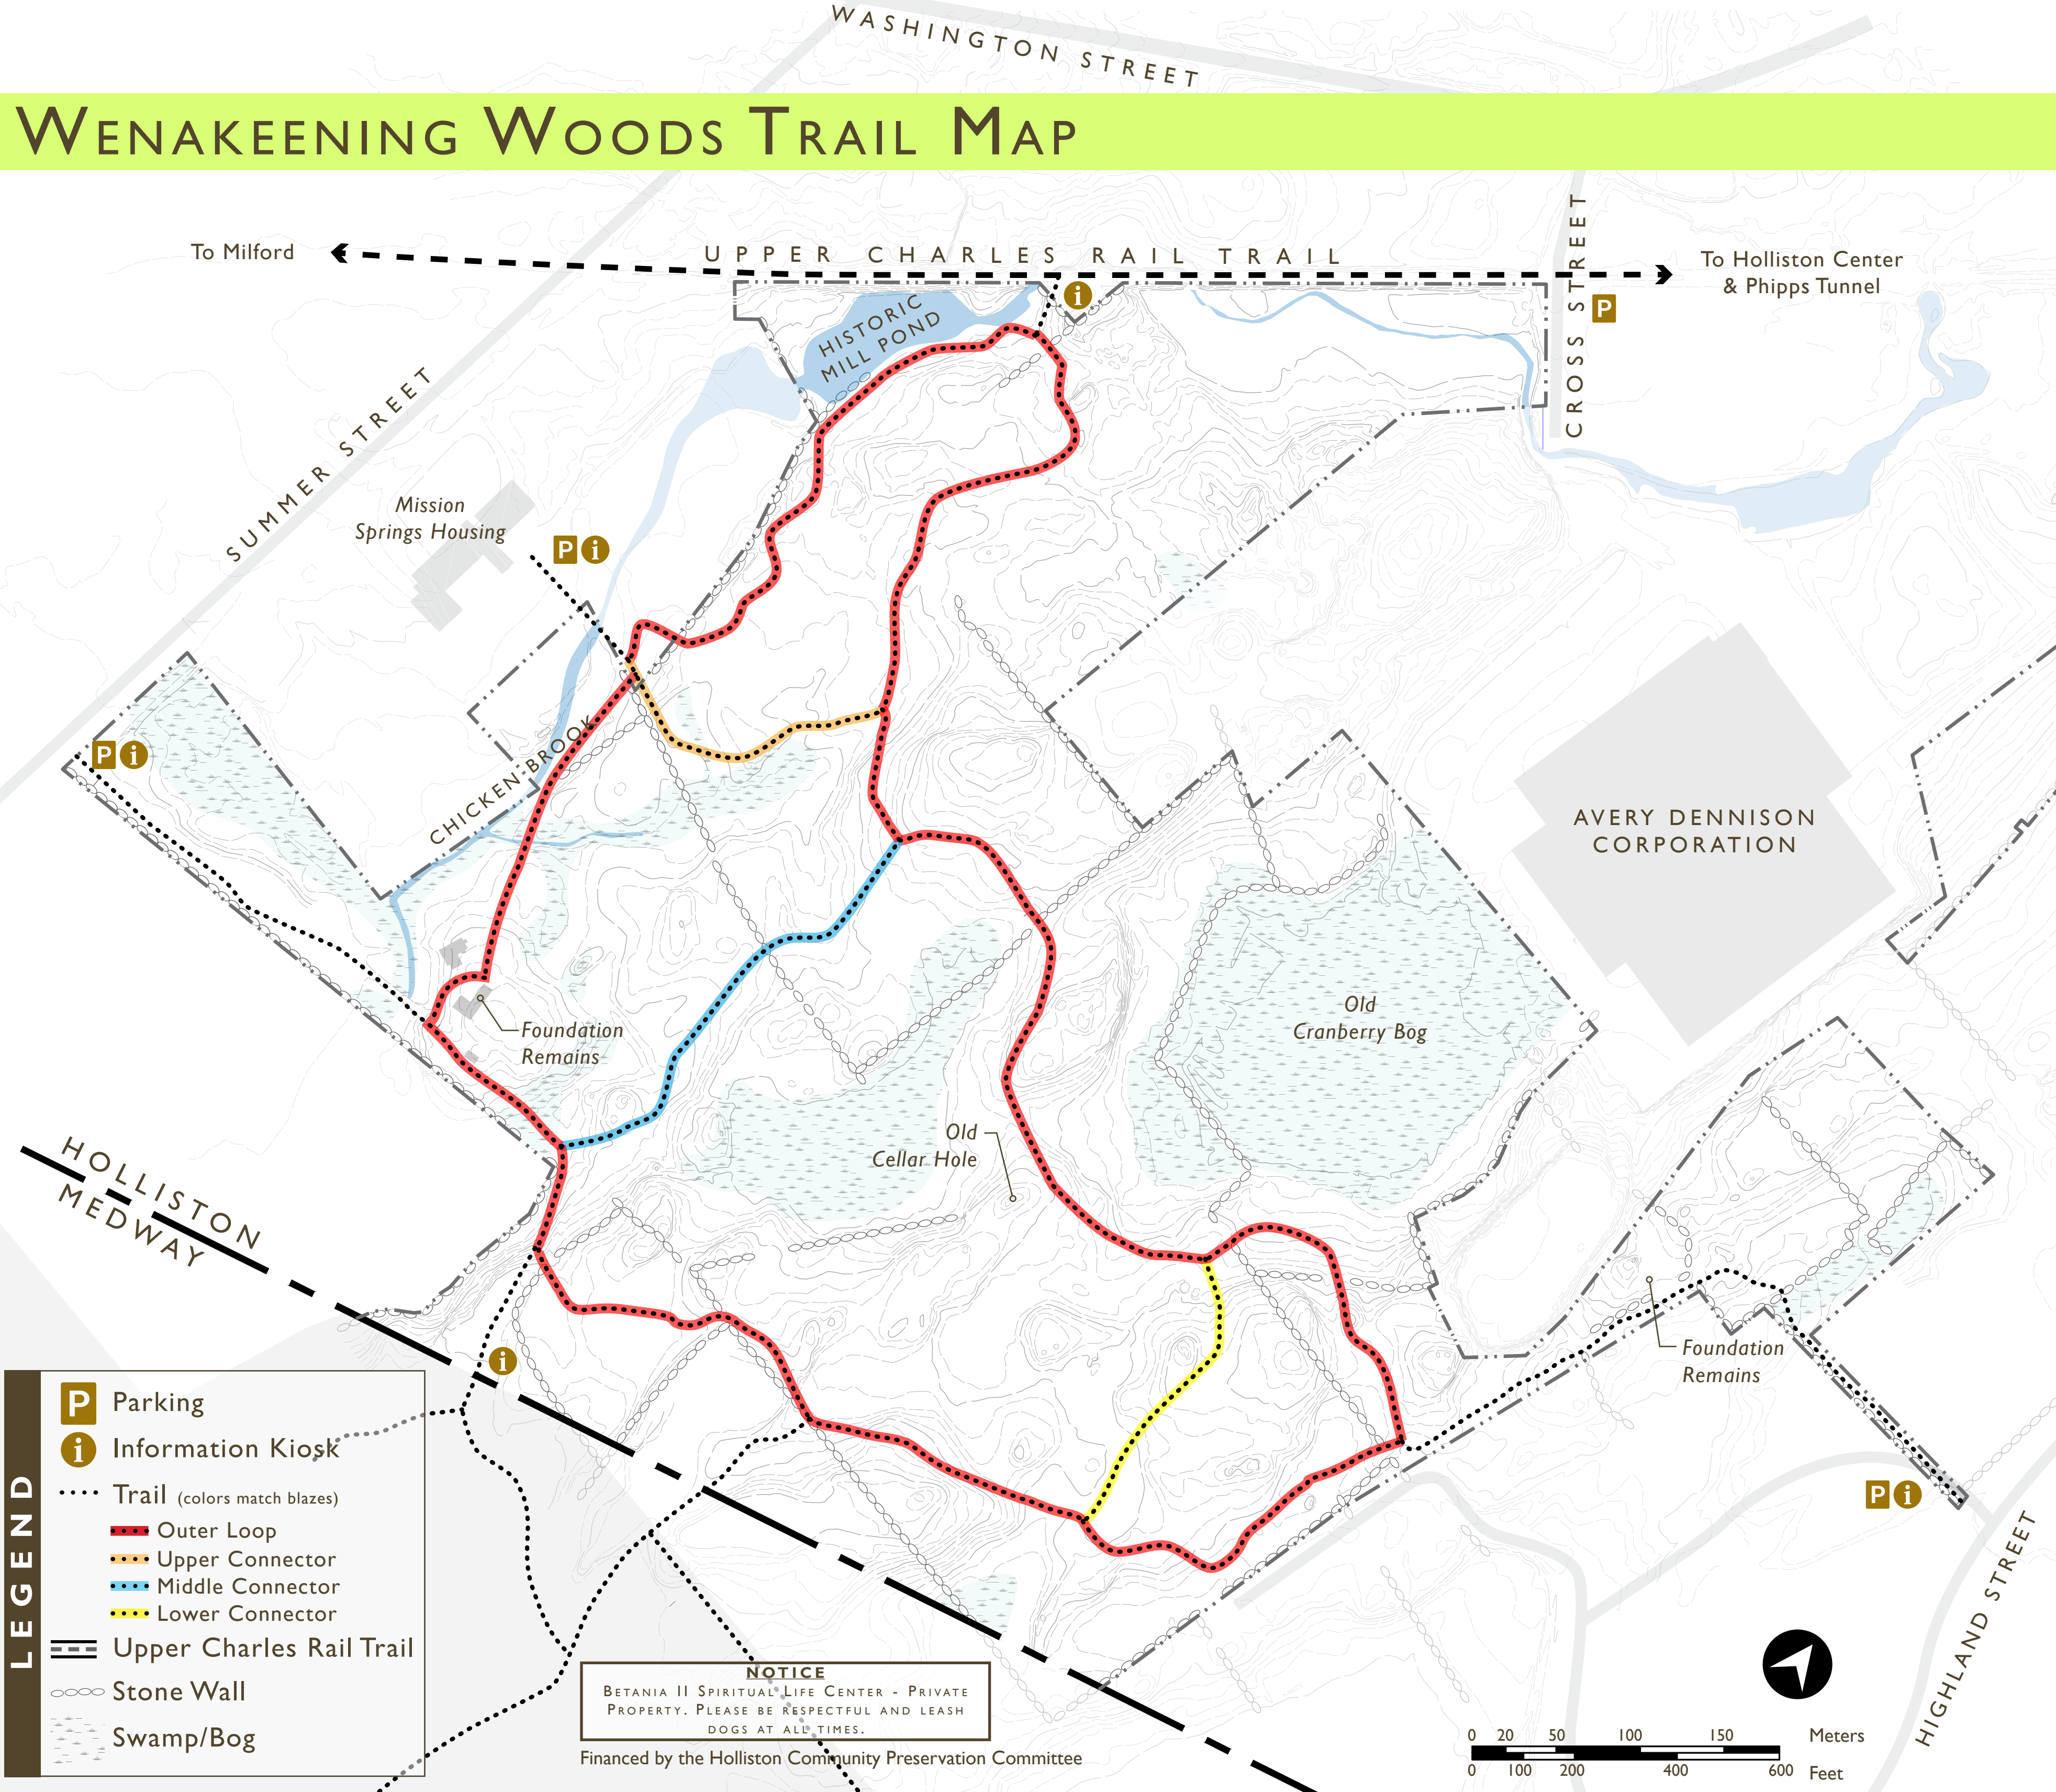 WASHINGTON STREET
WENAKEENING WOODS TRAIL MAP
To Milford
UPPER CHARLES RAIL TRAIL
To Holliston Center
& Phipps Tunnel
i
P
CROSS STREET
HISTORIC
MILL POND
SUMMER STREET
Mission
Springs Housing
P i
P i
CHICKEN BROOK
AVERY DENNISON
CORPORATION
Foundation
Remains
Old
Cranberry Bog
Old
Cellar Hole
HOLLISTON
MEDWAY
i
Foundation
Remains
P i
HIGHLAND STREET
LEGEND
P Parking
i Information Kiosk
Trail (colors match blazes)
Outer Loop
Upper Connector
Middle Connector
Lower Connector
Upper Charles Rail Trail
Stone Wall
Swamp/Bog
NOTICE
BETANIA II SPIRITUAL LIFE CENTER - PRIVATE
PROPERTY. PLEASE BE RESPECTFUL AND LEASH
DOGS AT ALL TIMES.
Financed by the Holliston Community Preservation Committee
0 20 50 100 150 Meters
0 100 200 400 600 Feet